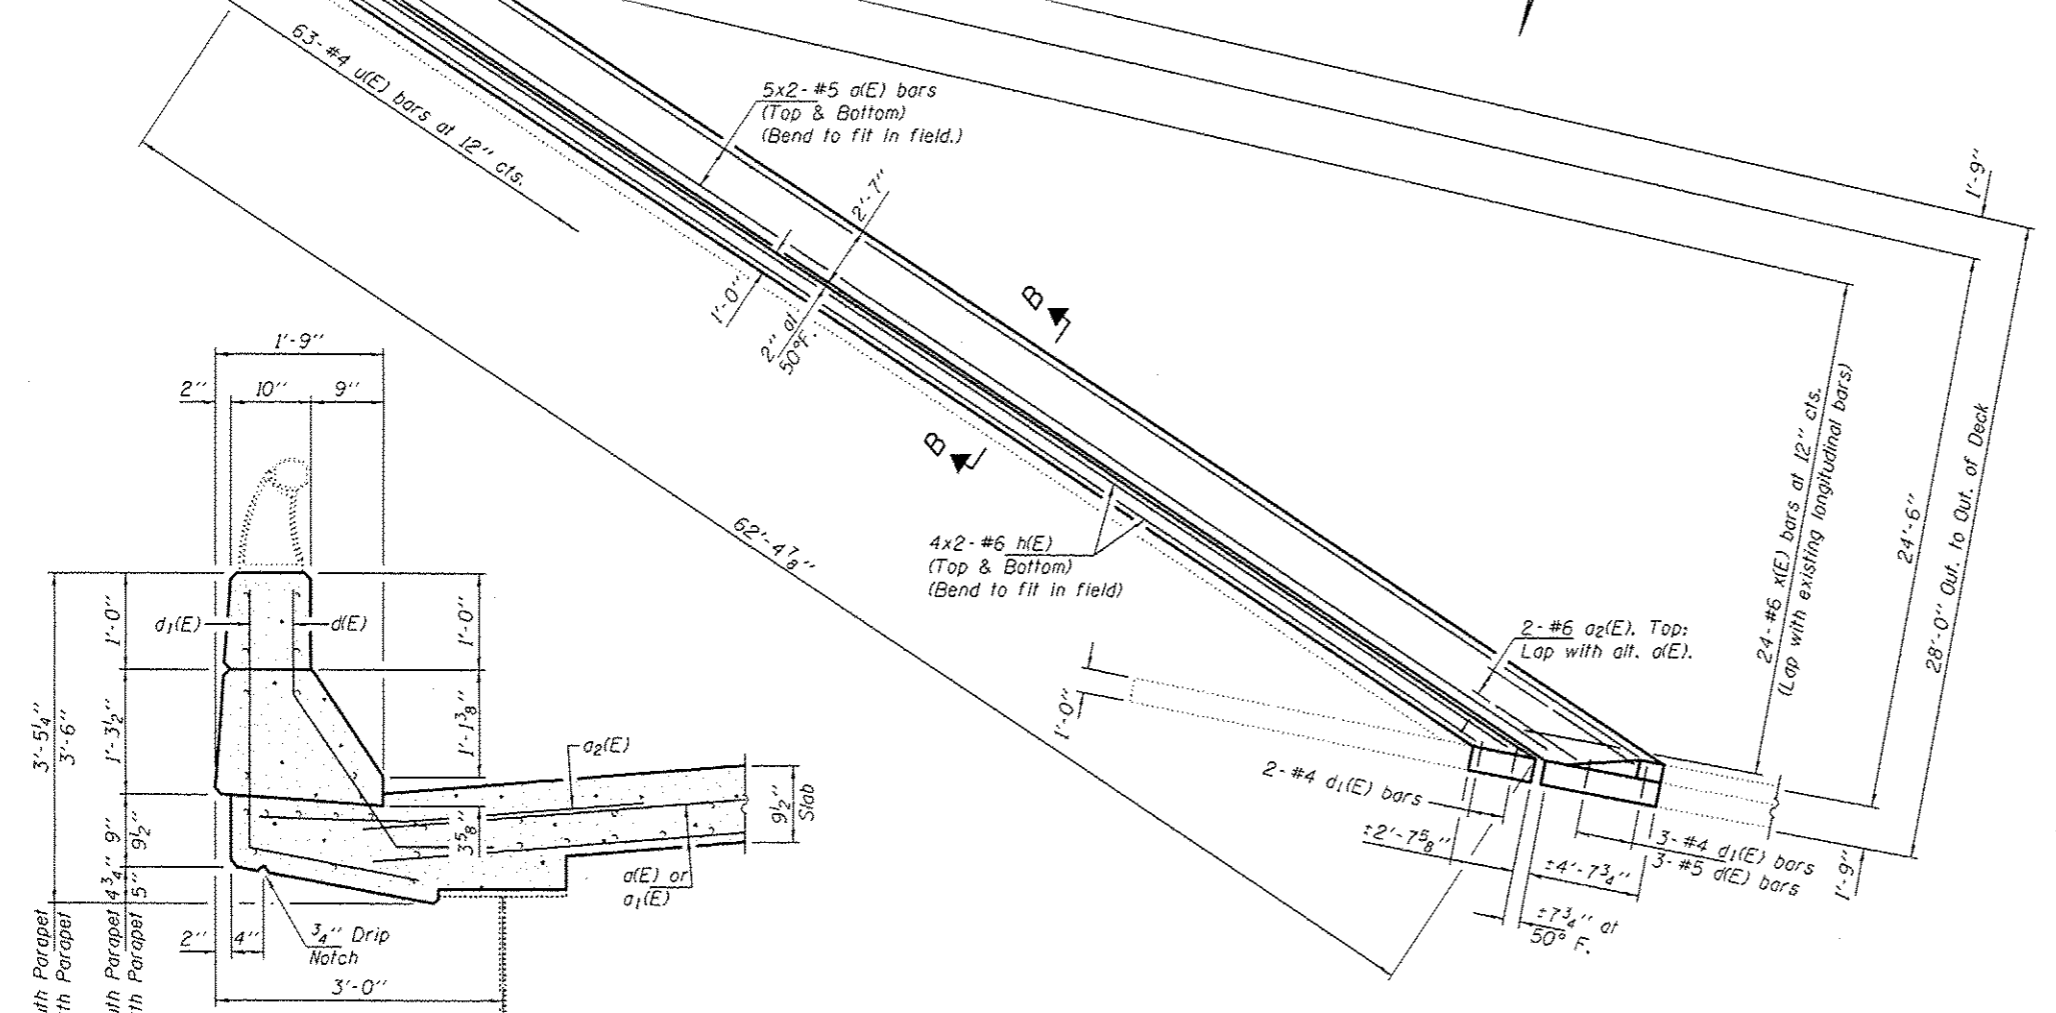 63-#4 u(E) bars at 12" cts.
5x2-#5 a(E) bars
(Top & Bottom)
(Bend to fit in field.)
2'-7"
1'-0"
2" at
50°F.
B
B
1'-9"
62'-4 7/8"
4x2-#6 h(E)
(Top & Bottom)
(Bend to fit in field)
24-#6 x(E) bars at 12" cts.
(Lap with existing longitudinal bars)
24'-6"
28'-0" Out. to Out. of Deck
2-#6 a2(E). Top:
Lap with alt. a(E).
1'-0"
2-#4 d1(E) bars
±2'-7 5/8"
±4'-7 3/4"
3-#4 d1(E) bars
3-#5 d(E) bars
1'-9"
±7 3/4" at
50° F.
1'-9"
2"
10"
9"
d1(E)
d(E)
1'-0"
1'-0"
3'-5 1/4"
3'-6"
1'-3 1/2"
1'-1 3/8"
a2(E)
9 1/2"
Slab
3 5/8"
9"
9 1/2"
4 3/4"
5"
a(E) or
a1(E)
2"
4"
3/4" Drip
Notch
3'-0"
th Parapet
th Parapet
th Parapet
th Parapet